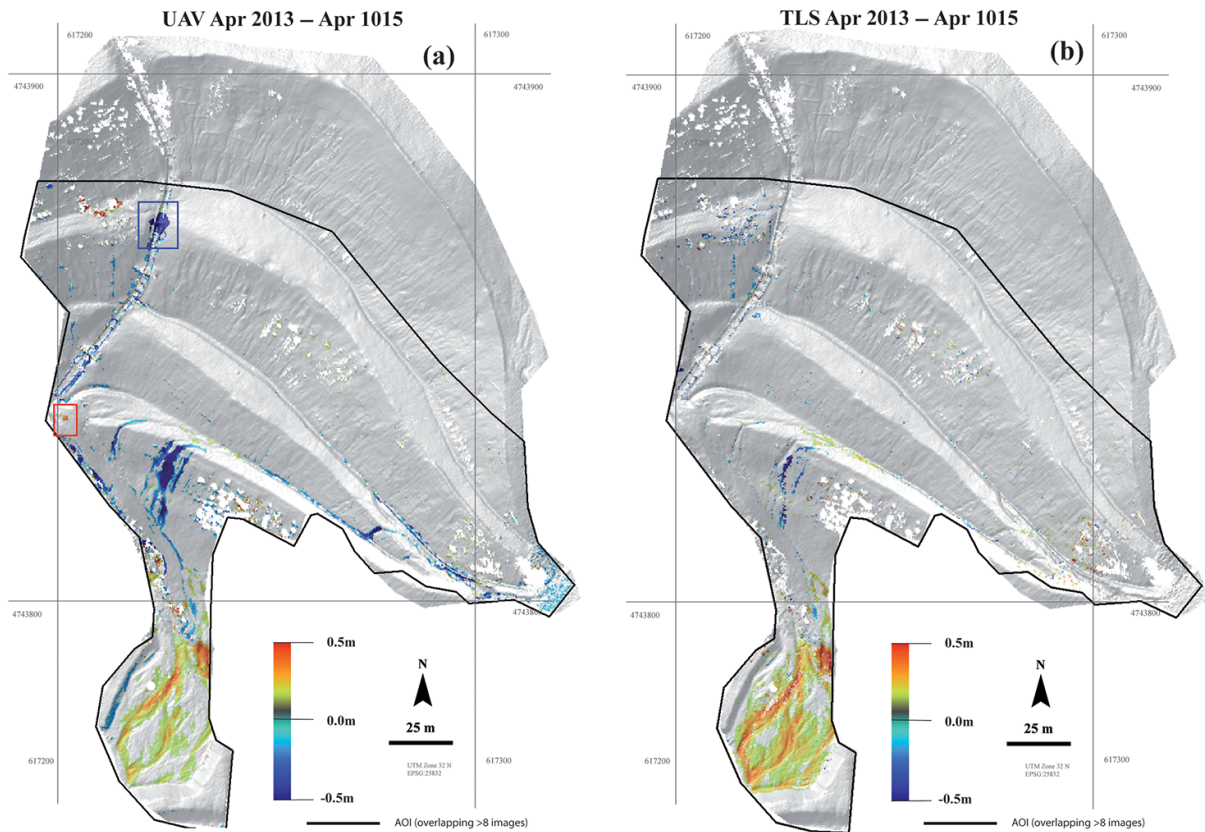 UAV Apr 2013 – Apr 1015
617200
617300
(a)
4743900
4743900
617200
4743800
4743800
0.5m
0.0m
-0.5m
N
25 m
UTM Zone 32 N
EPSG:25832
617200
617300
AOI (overlapping >8 images)
TLS Apr 2013 – Apr 1015
617200
617300
(b)
4743900
4743900
617200
4743800
4743800
0.5m
0.0m
-0.5m
N
25 m
UTM Zone 32 N
EPSG:25832
617200
617300
AOI (overlapping >8 images)